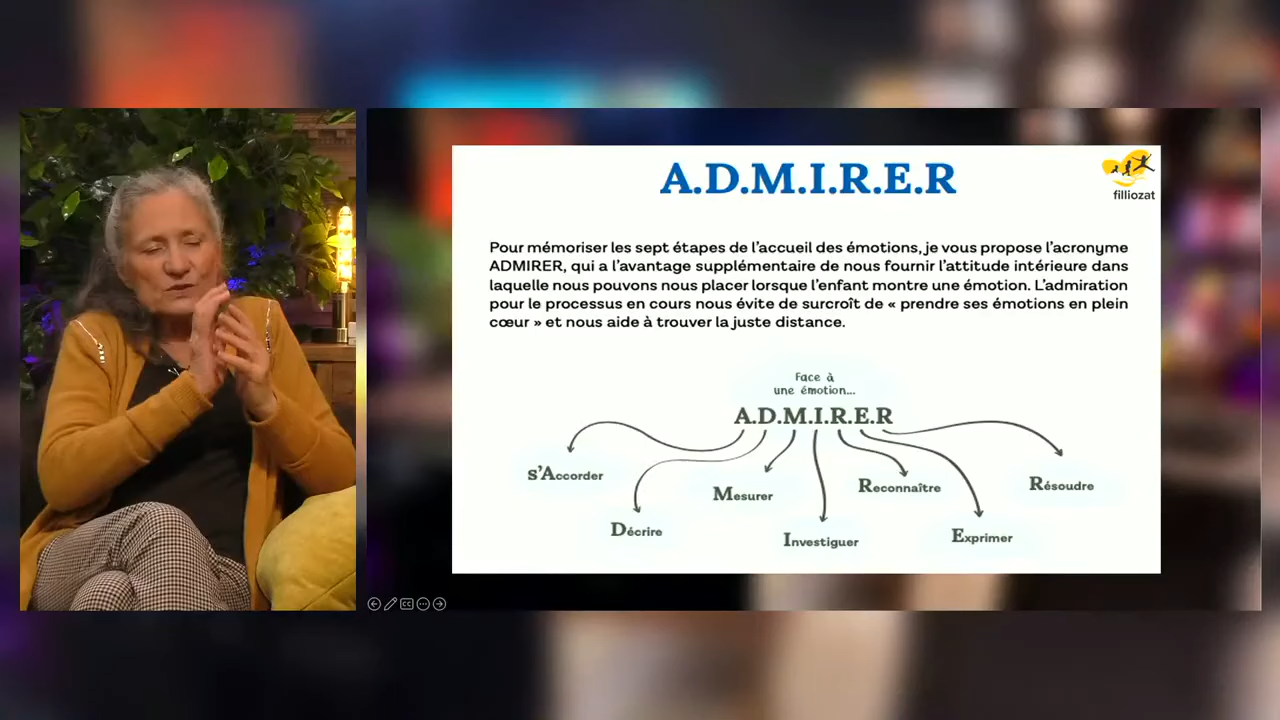 A.D.M.I.R.E.R
filliozat
Pour mémoriser les sept étapes de l'accueil des émotions, je vous propose l'acronyme
ADMIRER, qui a l'avantage supplémentaire de nous fournir l'attitude intérieure dans
laquelle nous pouvons nous placer lorsque l'enfant montre une émotion. L'admiration
pour le processus en cours nous évite de surcroît de « prendre ses émotions en plein
cœur » et nous aide à trouver la juste distance.
Face à
une émotion...
A.D.M.I.R.E.R
s'Accorder
Décrire
Mesurer
Investiguer
Reconnaître
Exprimer
Résoudre
CC